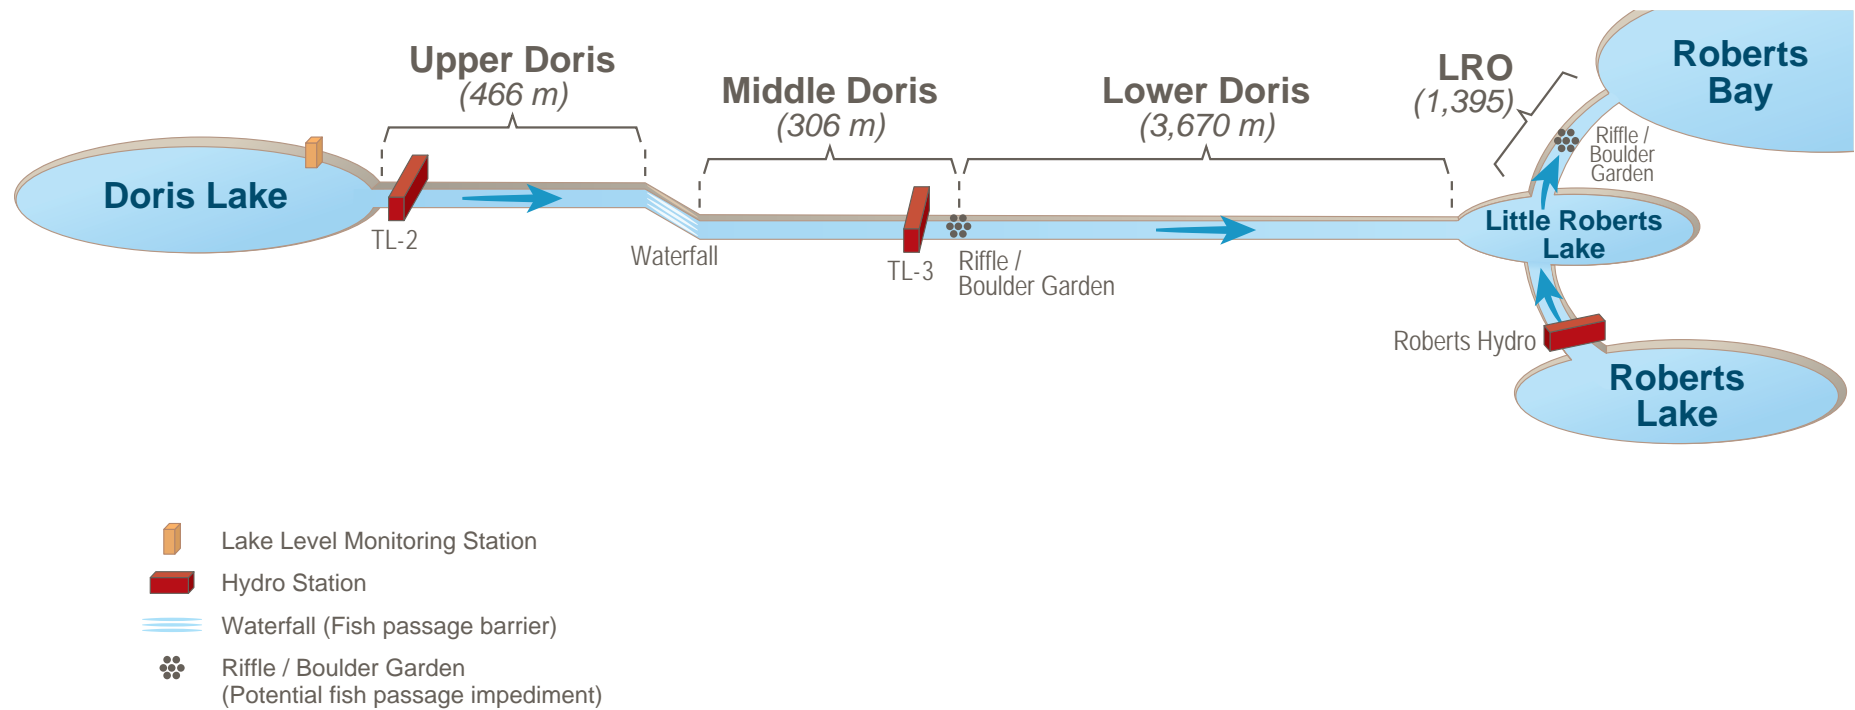 Upper Doris
(466 m)
Middle Doris
(306 m)
Lower Doris
(3,670 m)
LRO
(1,395)
Roberts
Bay
Riffle /
Boulder
Garden
Doris Lake
TL-2
Waterfall
TL-3
Riffle /
Boulder Garden
Little Roberts
Lake
Roberts Hydro
Roberts
Lake
Lake Level Monitoring Station
Hydro Station
Waterfall (Fish passage barrier)
Riffle / Boulder Garden
(Potential fish passage impediment)